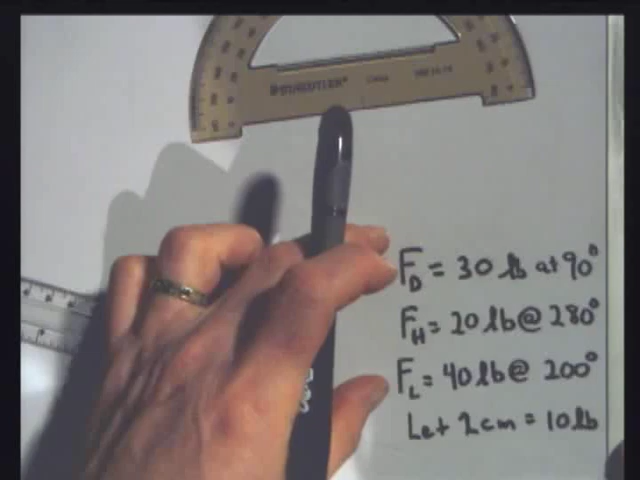 STAEDTLER
F_D = 30 lb at 90°
F_H = 20 lb @ 280°
F_L = 40 lb @ 200°
Let 2 cm = 10 lb